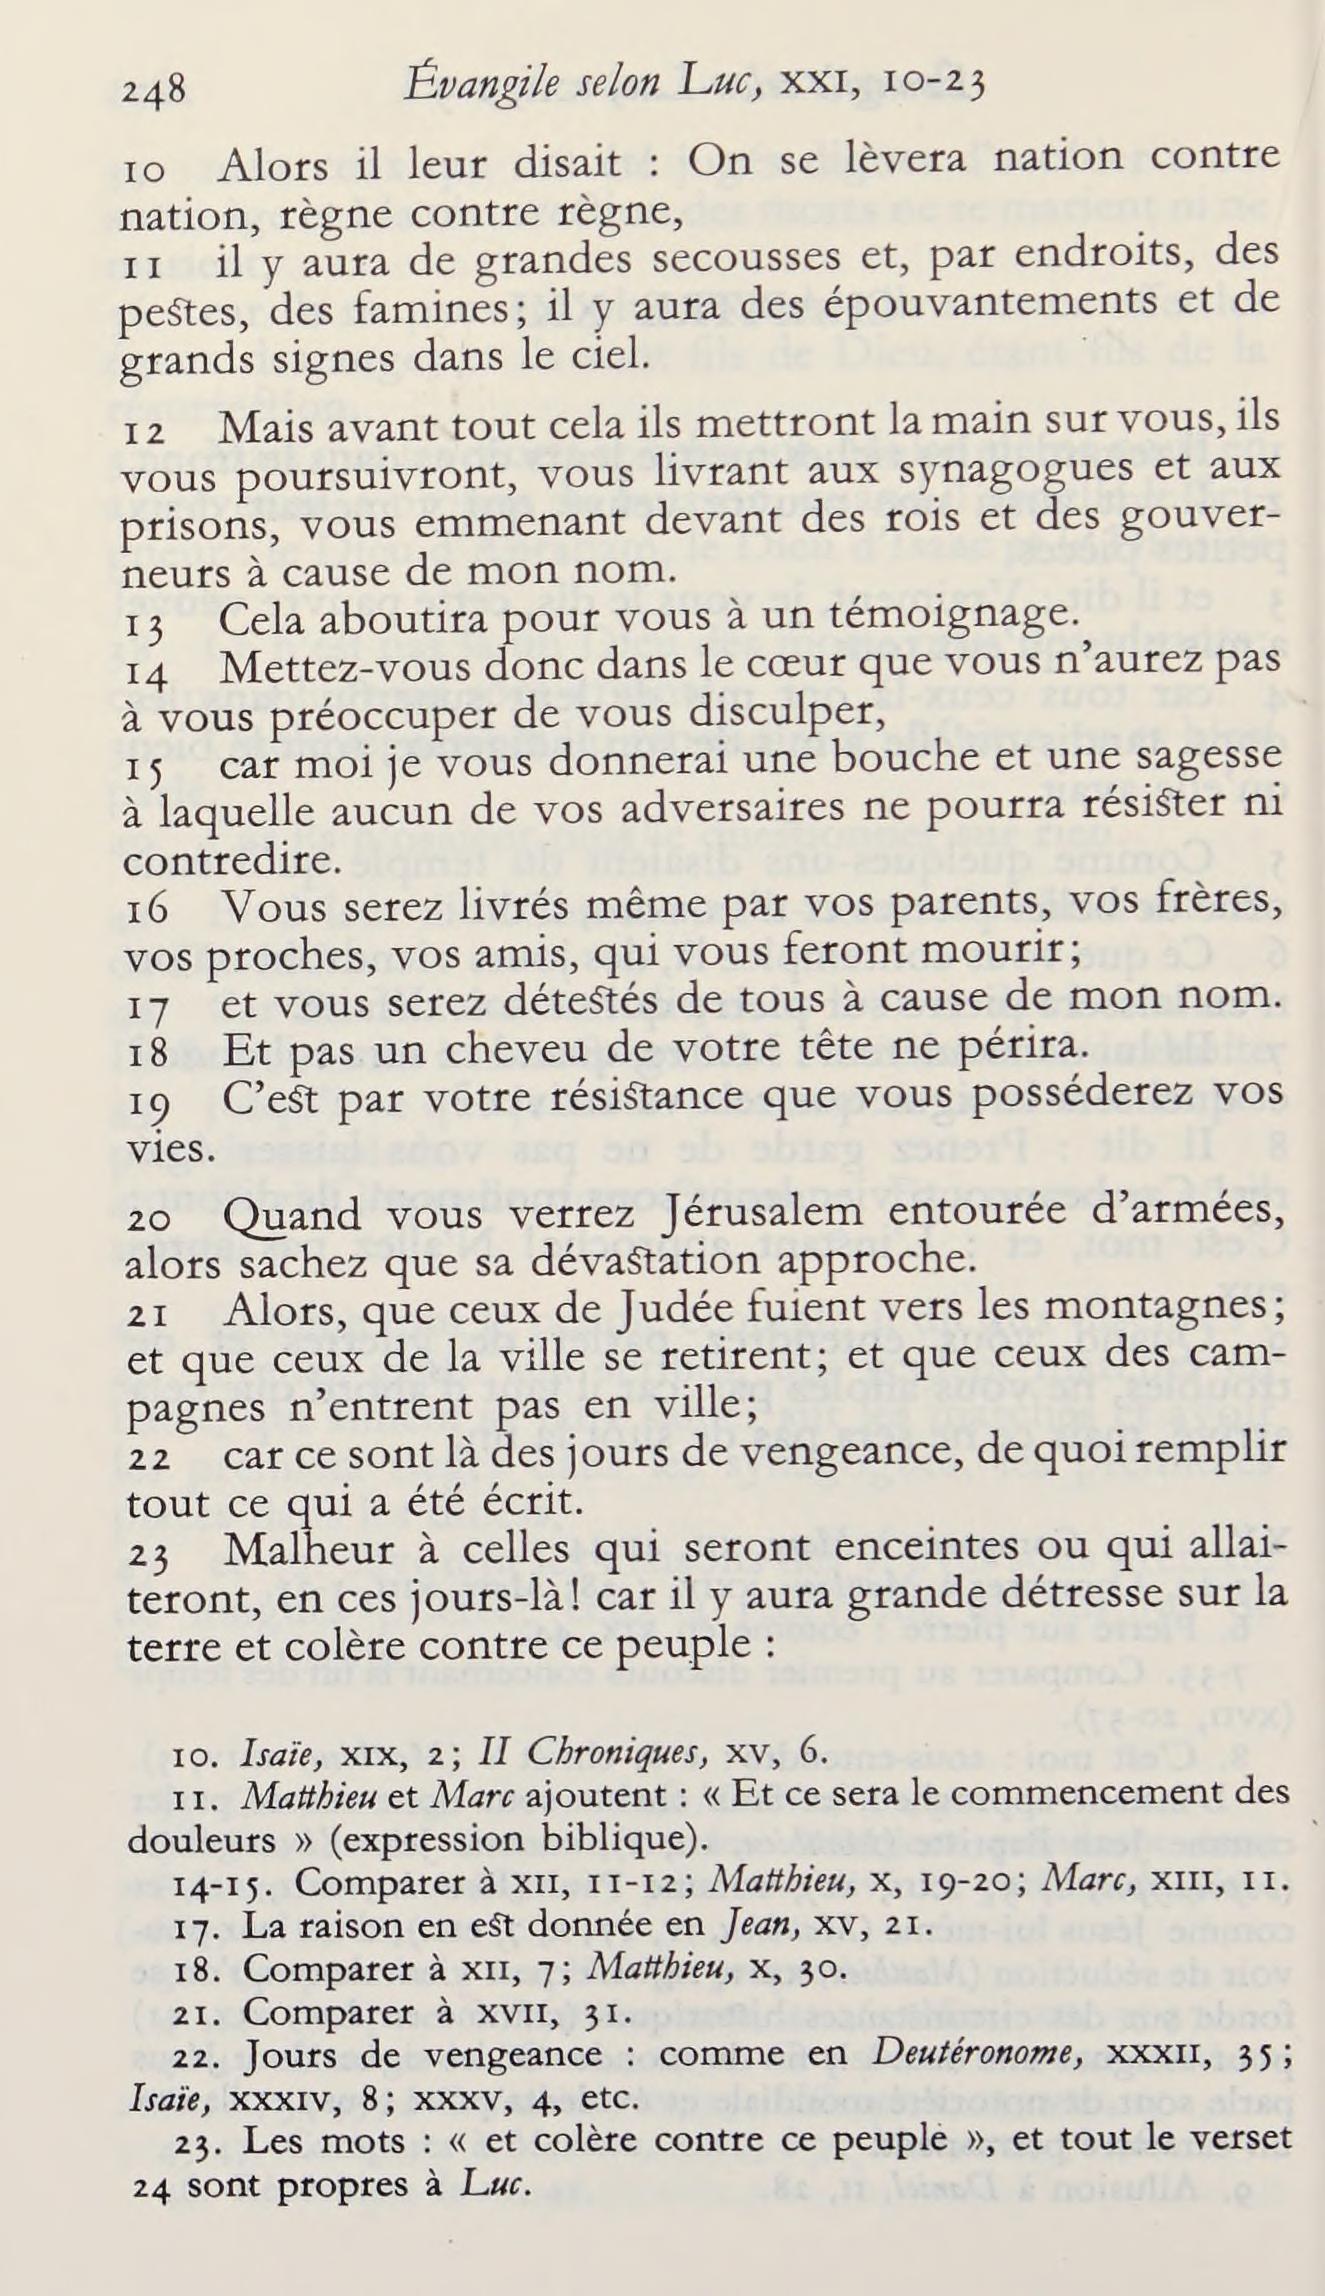 248 Évangile selon Luc, XXI, 10-23
10 Alors il leur disait : On se lèvera nation contre
nation, règne contre règne,
11 il y aura de grandes secousses et, par endroits, des
pestes, des famines; il y aura des épouvantements et de
grands signes dans le ciel.
12 Mais avant tout cela ils mettront la main sur vous, ils
vous poursuivront, vous livrant aux synagogues et aux
prisons, vous emmenant devant des rois et des gouver-
neurs à cause de mon nom.
13 Cela aboutira pour vous à un témoignage.
14 Mettez-vous donc dans le cœur que vous n'aurez pas
à vous préoccuper de vous disculper,
15 car moi je vous donnerai une bouche et une sagesse
à laquelle aucun de vos adversaires ne pourra résister ni
contredire.
16 Vous serez livrés même par vos parents, vos frères,
vos proches, vos amis, qui vous feront mourir;
17 et vous serez détestés de tous à cause de mon nom.
18 Et pas un cheveu de votre tête ne périra.
19 C'est par votre résistance que vous posséderez vos
vies.
20 Quand vous verrez Jérusalem entourée d'armées,
alors sachez que sa dévastation approche.
21 Alors, que ceux de Judée fuient vers les montagnes;
et que ceux de la ville se retirent; et que ceux des cam-
pagnes n'entrent pas en ville;
22 car ce sont là des jours de vengeance, de quoi remplir
tout ce qui a été écrit.
23 Malheur à celles qui seront enceintes ou qui allai-
teront, en ces jours-là! car il y aura grande détresse sur la
terre et colère contre ce peuple :
10. Isaïe, XIX, 2; II Chroniques, XV, 6.
11. Matthieu et Marc ajoutent : « Et ce sera le commencement des
douleurs » (expression biblique).
14-15. Comparer à XII, 11-12; Matthieu, X, 19-20; Marc, XIII, 11.
17. La raison en est donnée en Jean, XV, 21.
18. Comparer à XII, 7; Matthieu, X, 30.
21. Comparer à XVII, 31.
22. Jours de vengeance : comme en Deutéronome, XXXII, 35;
Isaïe, XXXIV, 8; XXXV, 4, etc.
23. Les mots : « et colère contre ce peuple », et tout le verset
24 sont propres à Luc.